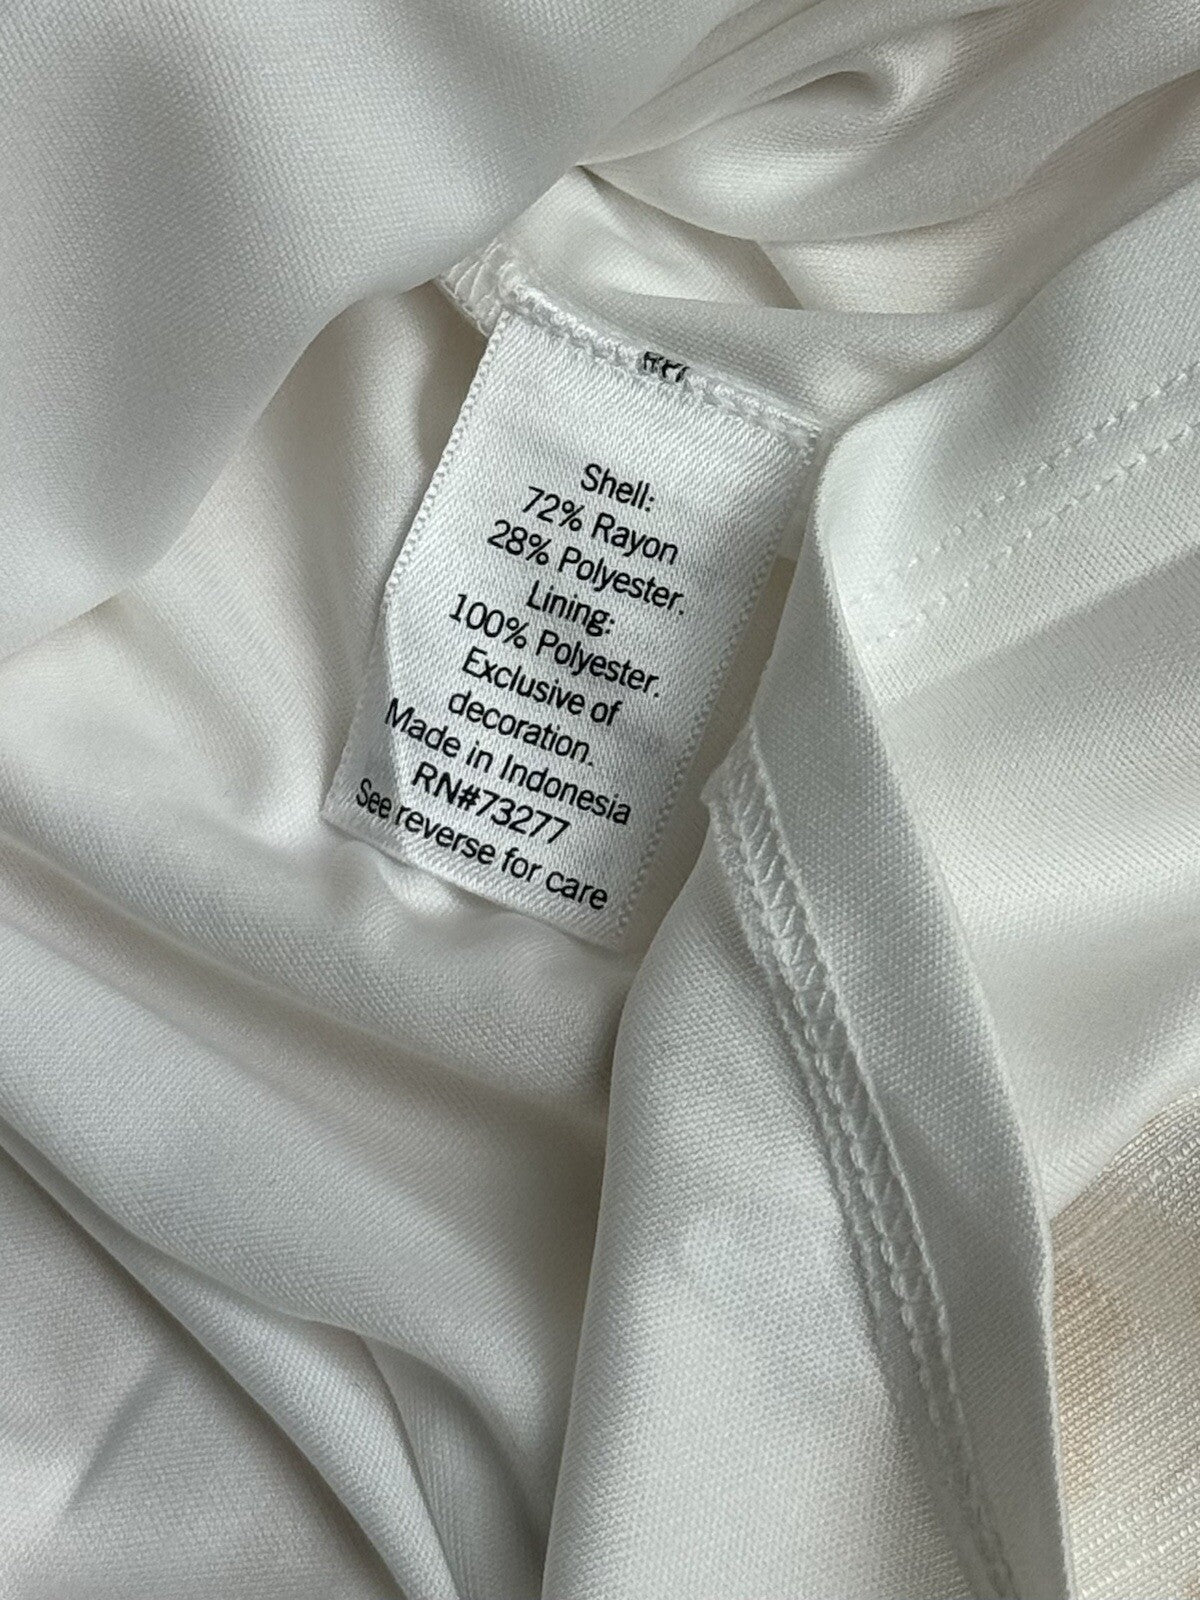 Shell:
72% Rayon
28% Polyester.
Lining:
100% Polyester.
Exclusive of
decoration.
Made in Indonesia
RN#73277
See reverse for care